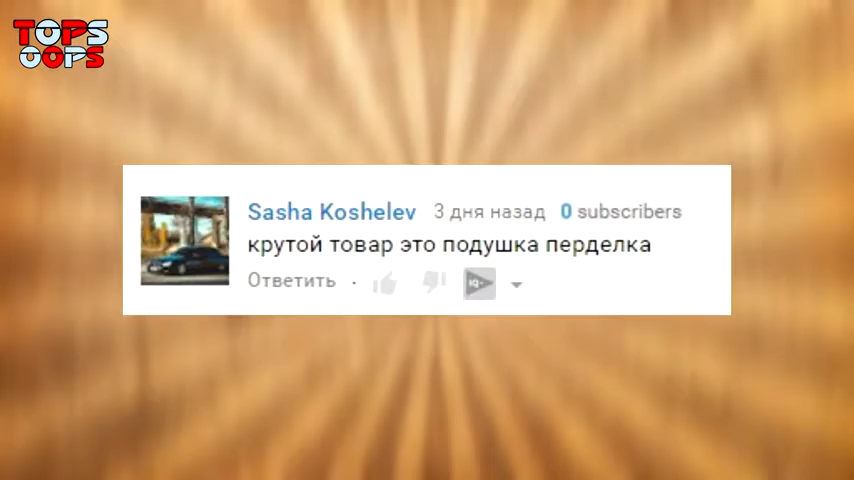 TOPS
OOPS
Sasha Koshelev 3 дня назад 0 subscribers
крутой товар это подушка перделка
Ответить